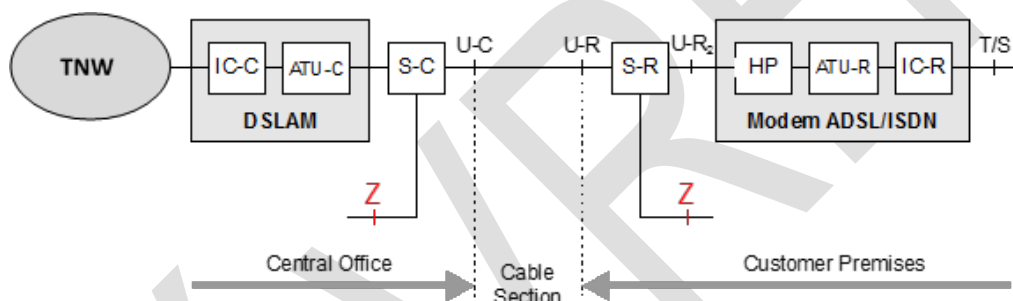 U-C
U-R
U-R₂
T/S
TNW
IC-C
ATU-C
S-C
S-R
HP
ATU-R
IC-R
DSLAM
Modem ADSL/ISDN
Z
Z
Central Office
Cable
Section
Customer Premises